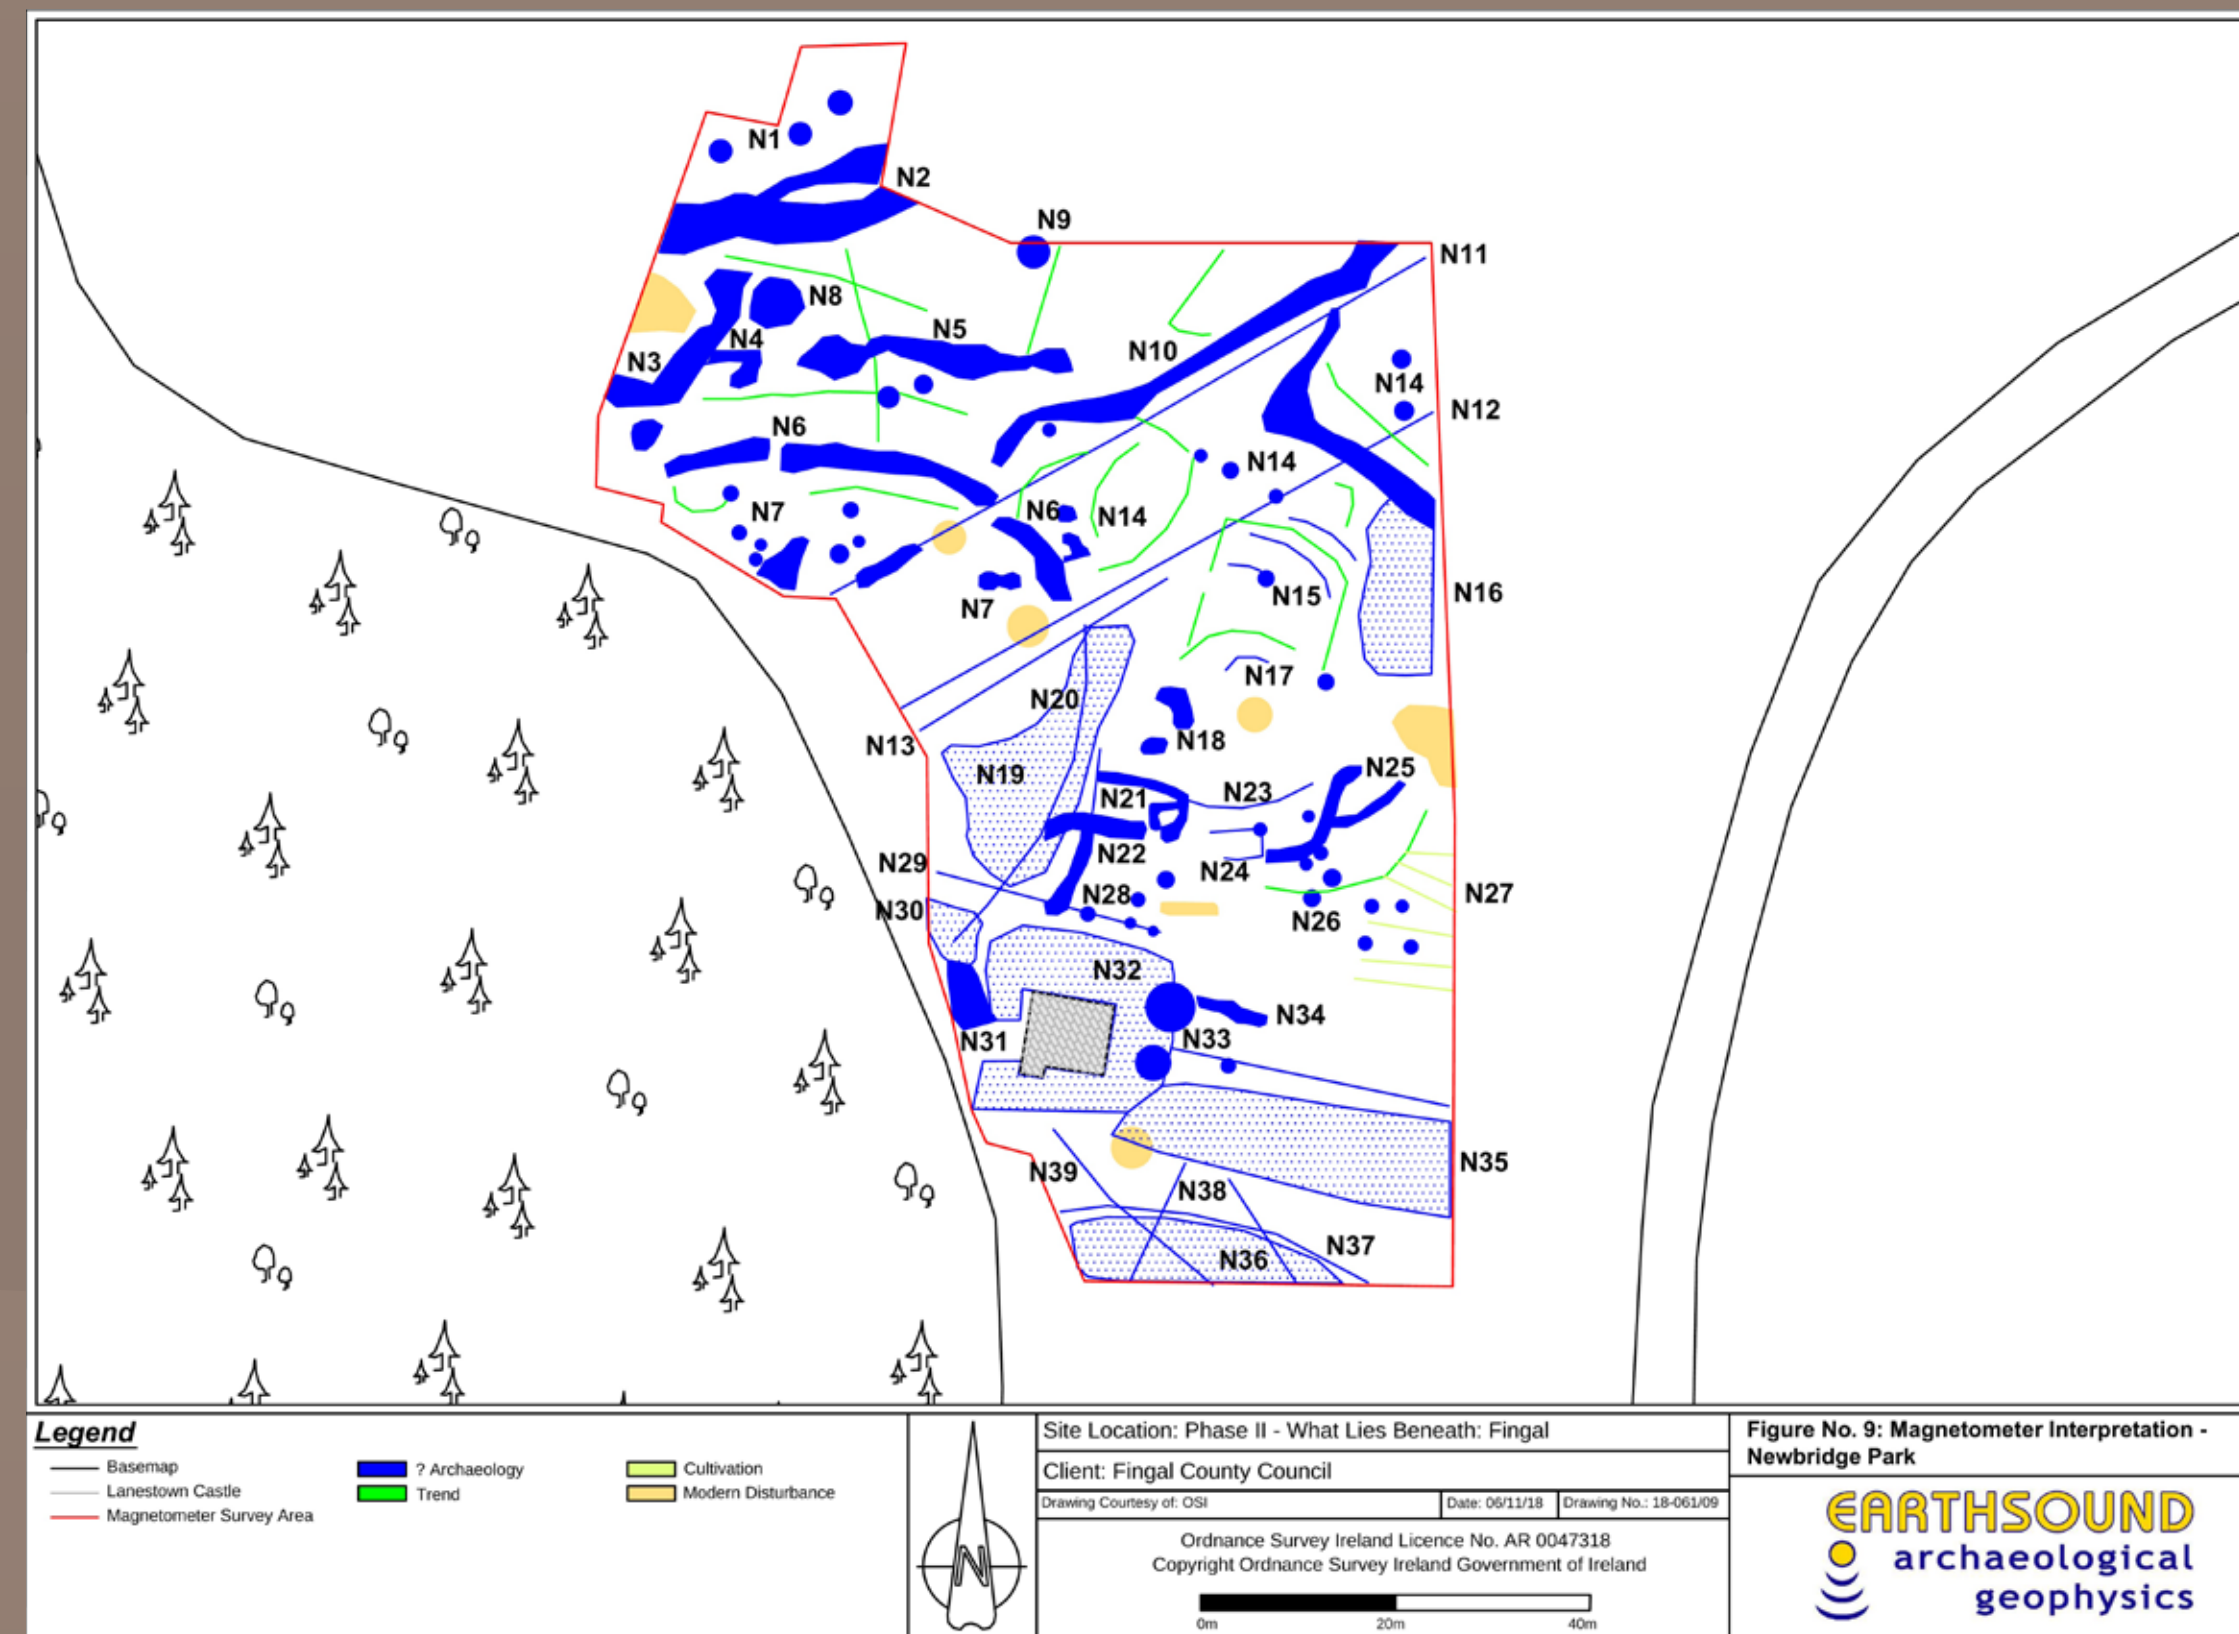 N1
N2
N9
N11
N8
N5
N4
N3
N10
N14
N12
N6
N14
N7
N6
N14
N15
N16
N7
N17
N20
N13
N18
N19
N25
N21
N23
N22
N29
N24
N28
N27
N30
N26
N32
N34
N31
N33
N35
N39
N38
N37
N36
Legend
Basemap
Lanestown Castle
Magnetometer Survey Area
? Archaeology
Trend
Cultivation
Modern Disturbance
N
Site Location: Phase II - What Lies Beneath: Fingal
Client: Fingal County Council
Drawing Courtesy of: OSI
Date: 06/11/18
Drawing No.: 18-061/09
Ordnance Survey Ireland Licence No. AR 0047318
Copyright Ordnance Survey Ireland Government of Ireland
0m 20m 40m
Figure No. 9: Magnetometer Interpretation -
Newbridge Park
EARTHSOUND
archaeological
geophysics